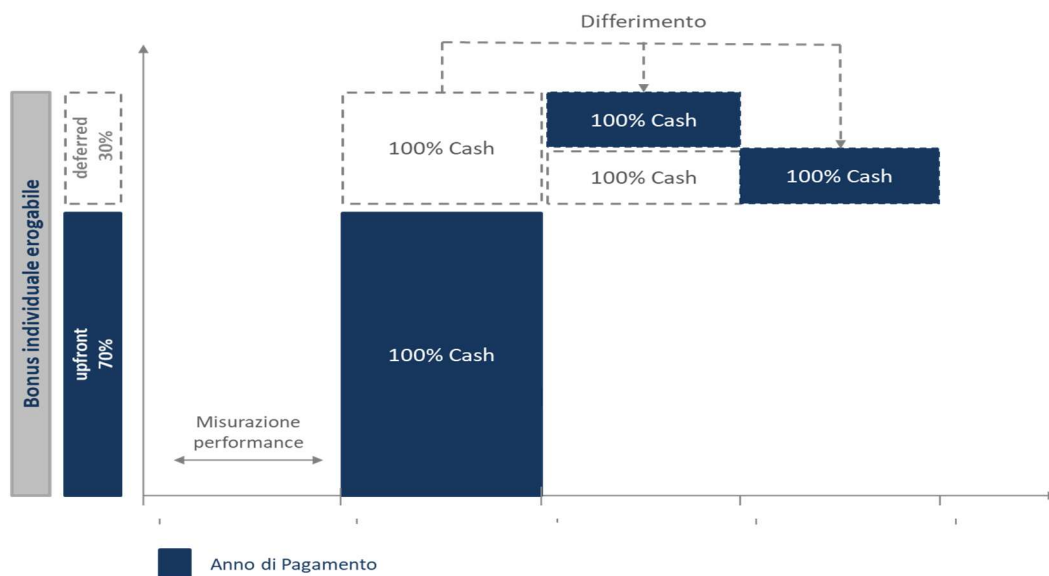 Differimento
Bonus individuale erogabile
deferred
30%
upfront
70%
100% Cash
100% Cash
100% Cash
100% Cash
100% Cash
Misurazione
performance
Anno di Pagamento